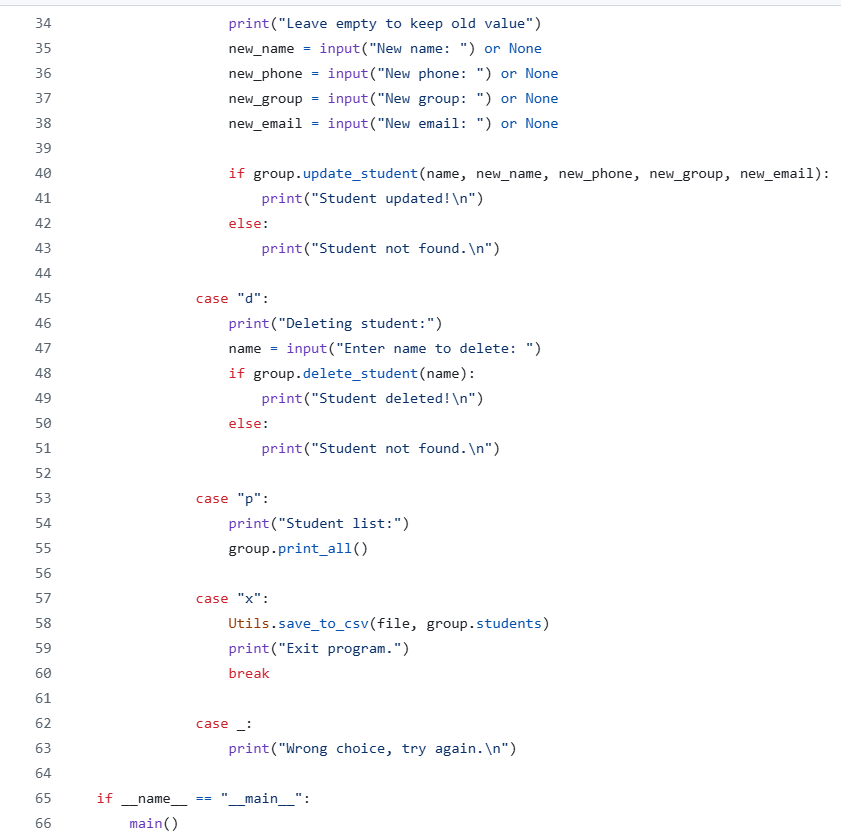 34 print("Leave empty to keep old value")
35 new_name = input("New name: ") or None
36 new_phone = input("New phone: ") or None
37 new_group = input("New group: ") or None
38 new_email = input("New email: ") or None
39
40 if group.update_student(name, new_name, new_phone, new_group, new_email):
41 print("Student updated!\n")
42 else:
43 print("Student not found.\n")
44
45 case "d":
46 print("Deleting student:")
47 name = input("Enter name to delete: ")
48 if group.delete_student(name):
49 print("Student deleted!\n")
50 else:
51 print("Student not found.\n")
52
53 case "p":
54 print("Student list:")
55 group.print_all()
56
57 case "x":
58 Utils.save_to_csv(file, group.students)
59 print("Exit program.")
60 break
61
62 case _:
63 print("Wrong choice, try again.\n")
64
65 if __name__ == "__main__":
66 main()